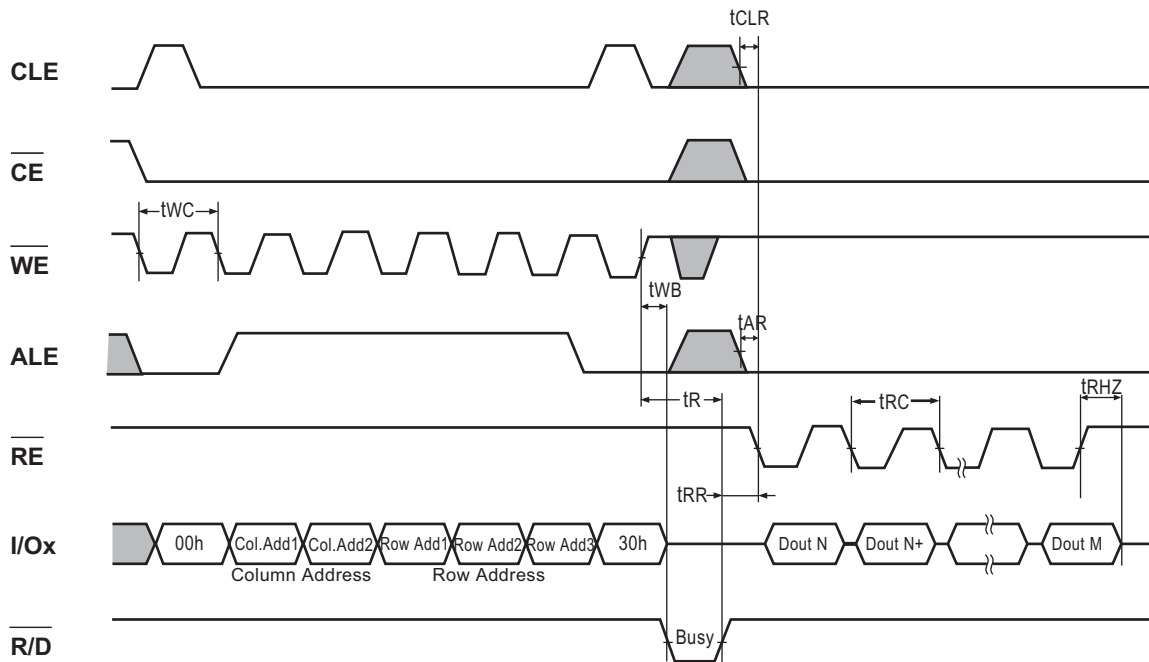 tCLR
CLE
CE
tWC
WE
tWB
tAR
ALE
tR
tRC
tRHZ
RE
tRR
I/Ox
00h
Col.Add1
Col.Add2
Row Add1
Row Add2
Row Add3
30h
Dout N
Dout N+
Dout M
Column Address
Row Address
R/D
Busy